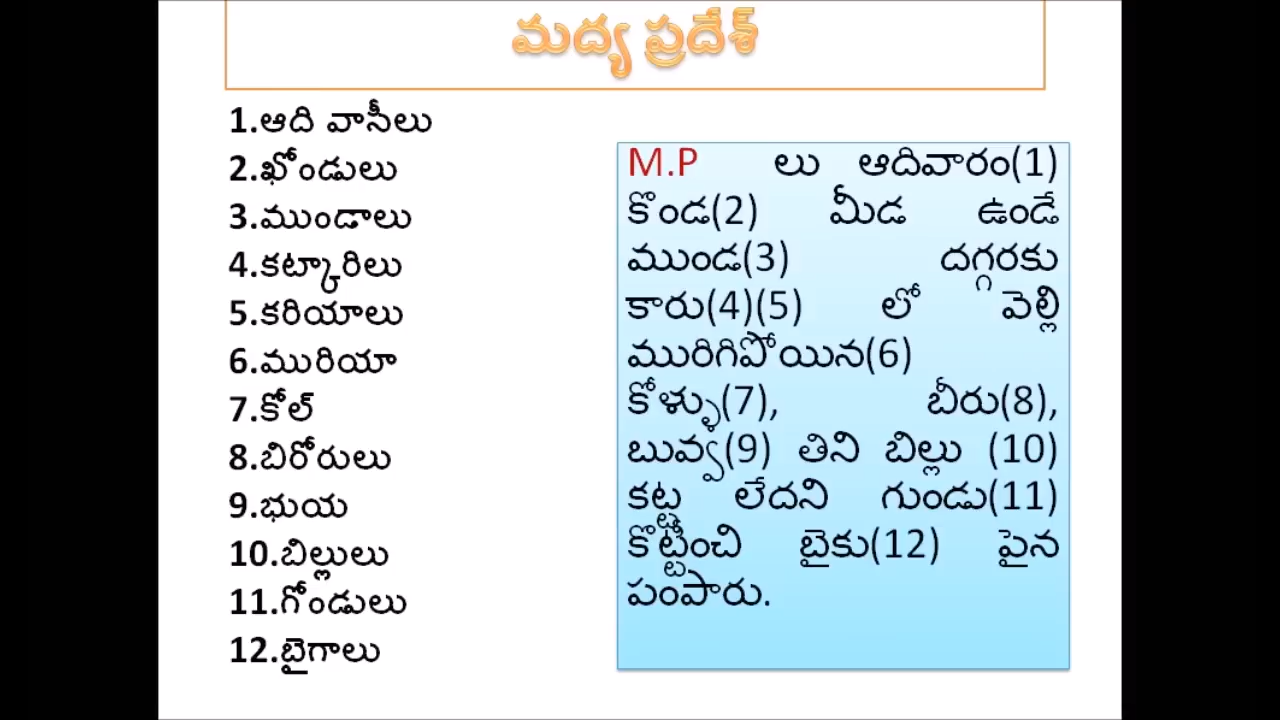 మద్య ప్రదేశ్
1.ఆది వాసీలు
2.ఖోండులు
3.ముండాలు
4.కట్కారిలు
5.కరియాలు
6.మురియా
7.కోల్
8.బిరోరులు
9.భుయ
10.బిల్లులు
11.గోండులు
12.బైగాలు
M.P లు ఆదివారం(1)
కొండ(2) మీడ ఉండే
ముండ(3) దగ్గరకు
కారు(4)(5) లో వెల్లి
మురిగిపోయిన(6)
కోళ్ళు(7), బీరు(8),
బువ్వ(9) తిని బిల్లు (10)
కట్ట లేదని గుండు(11)
కొట్టించి బైకు(12) పైన
పంపారు.